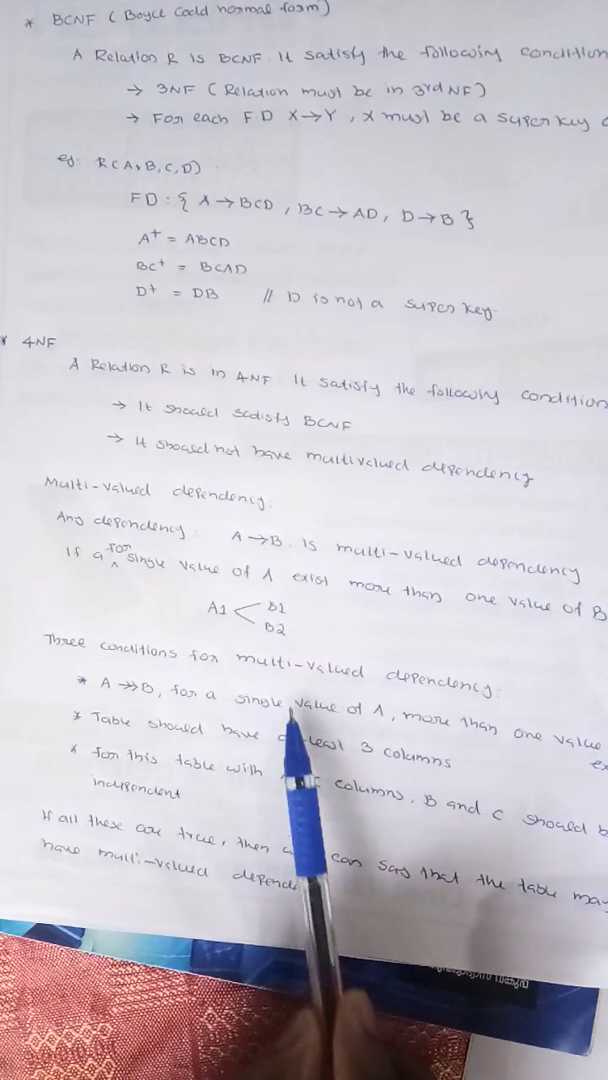 * BCNF ( Boyce Codd normal form)
A Relation R is BCNF. It satisfy the following condition
→ 3NF ( Relation must be in 3rd NF)
→ For each F.D X→Y, X must be a super key
eg: R(A,B,C,D)
FD : { A→BCD, BC→AD, D→B }
A+ = ABCD
BC+ = BCAD
D+ = DB // D is not a super key.
* 4NF
A Relation R is in 4NF. It satisfy the following condition
→ It should satisfy BCNF
→ It should not have multivalued dependency
Multi-valued dependency:
Any dependency: A→B. Is multi-valued dependency
If for a single value of A exist more than one value of B
A1 < B1
B2
Three conditions for multi-valued dependency:
* A →→ B, for a single value of A, more than one value
* Table should have least 3 columns
* for this table with columns, B and C should
independent
If all these are true, then can say that the table may
have multi-valued